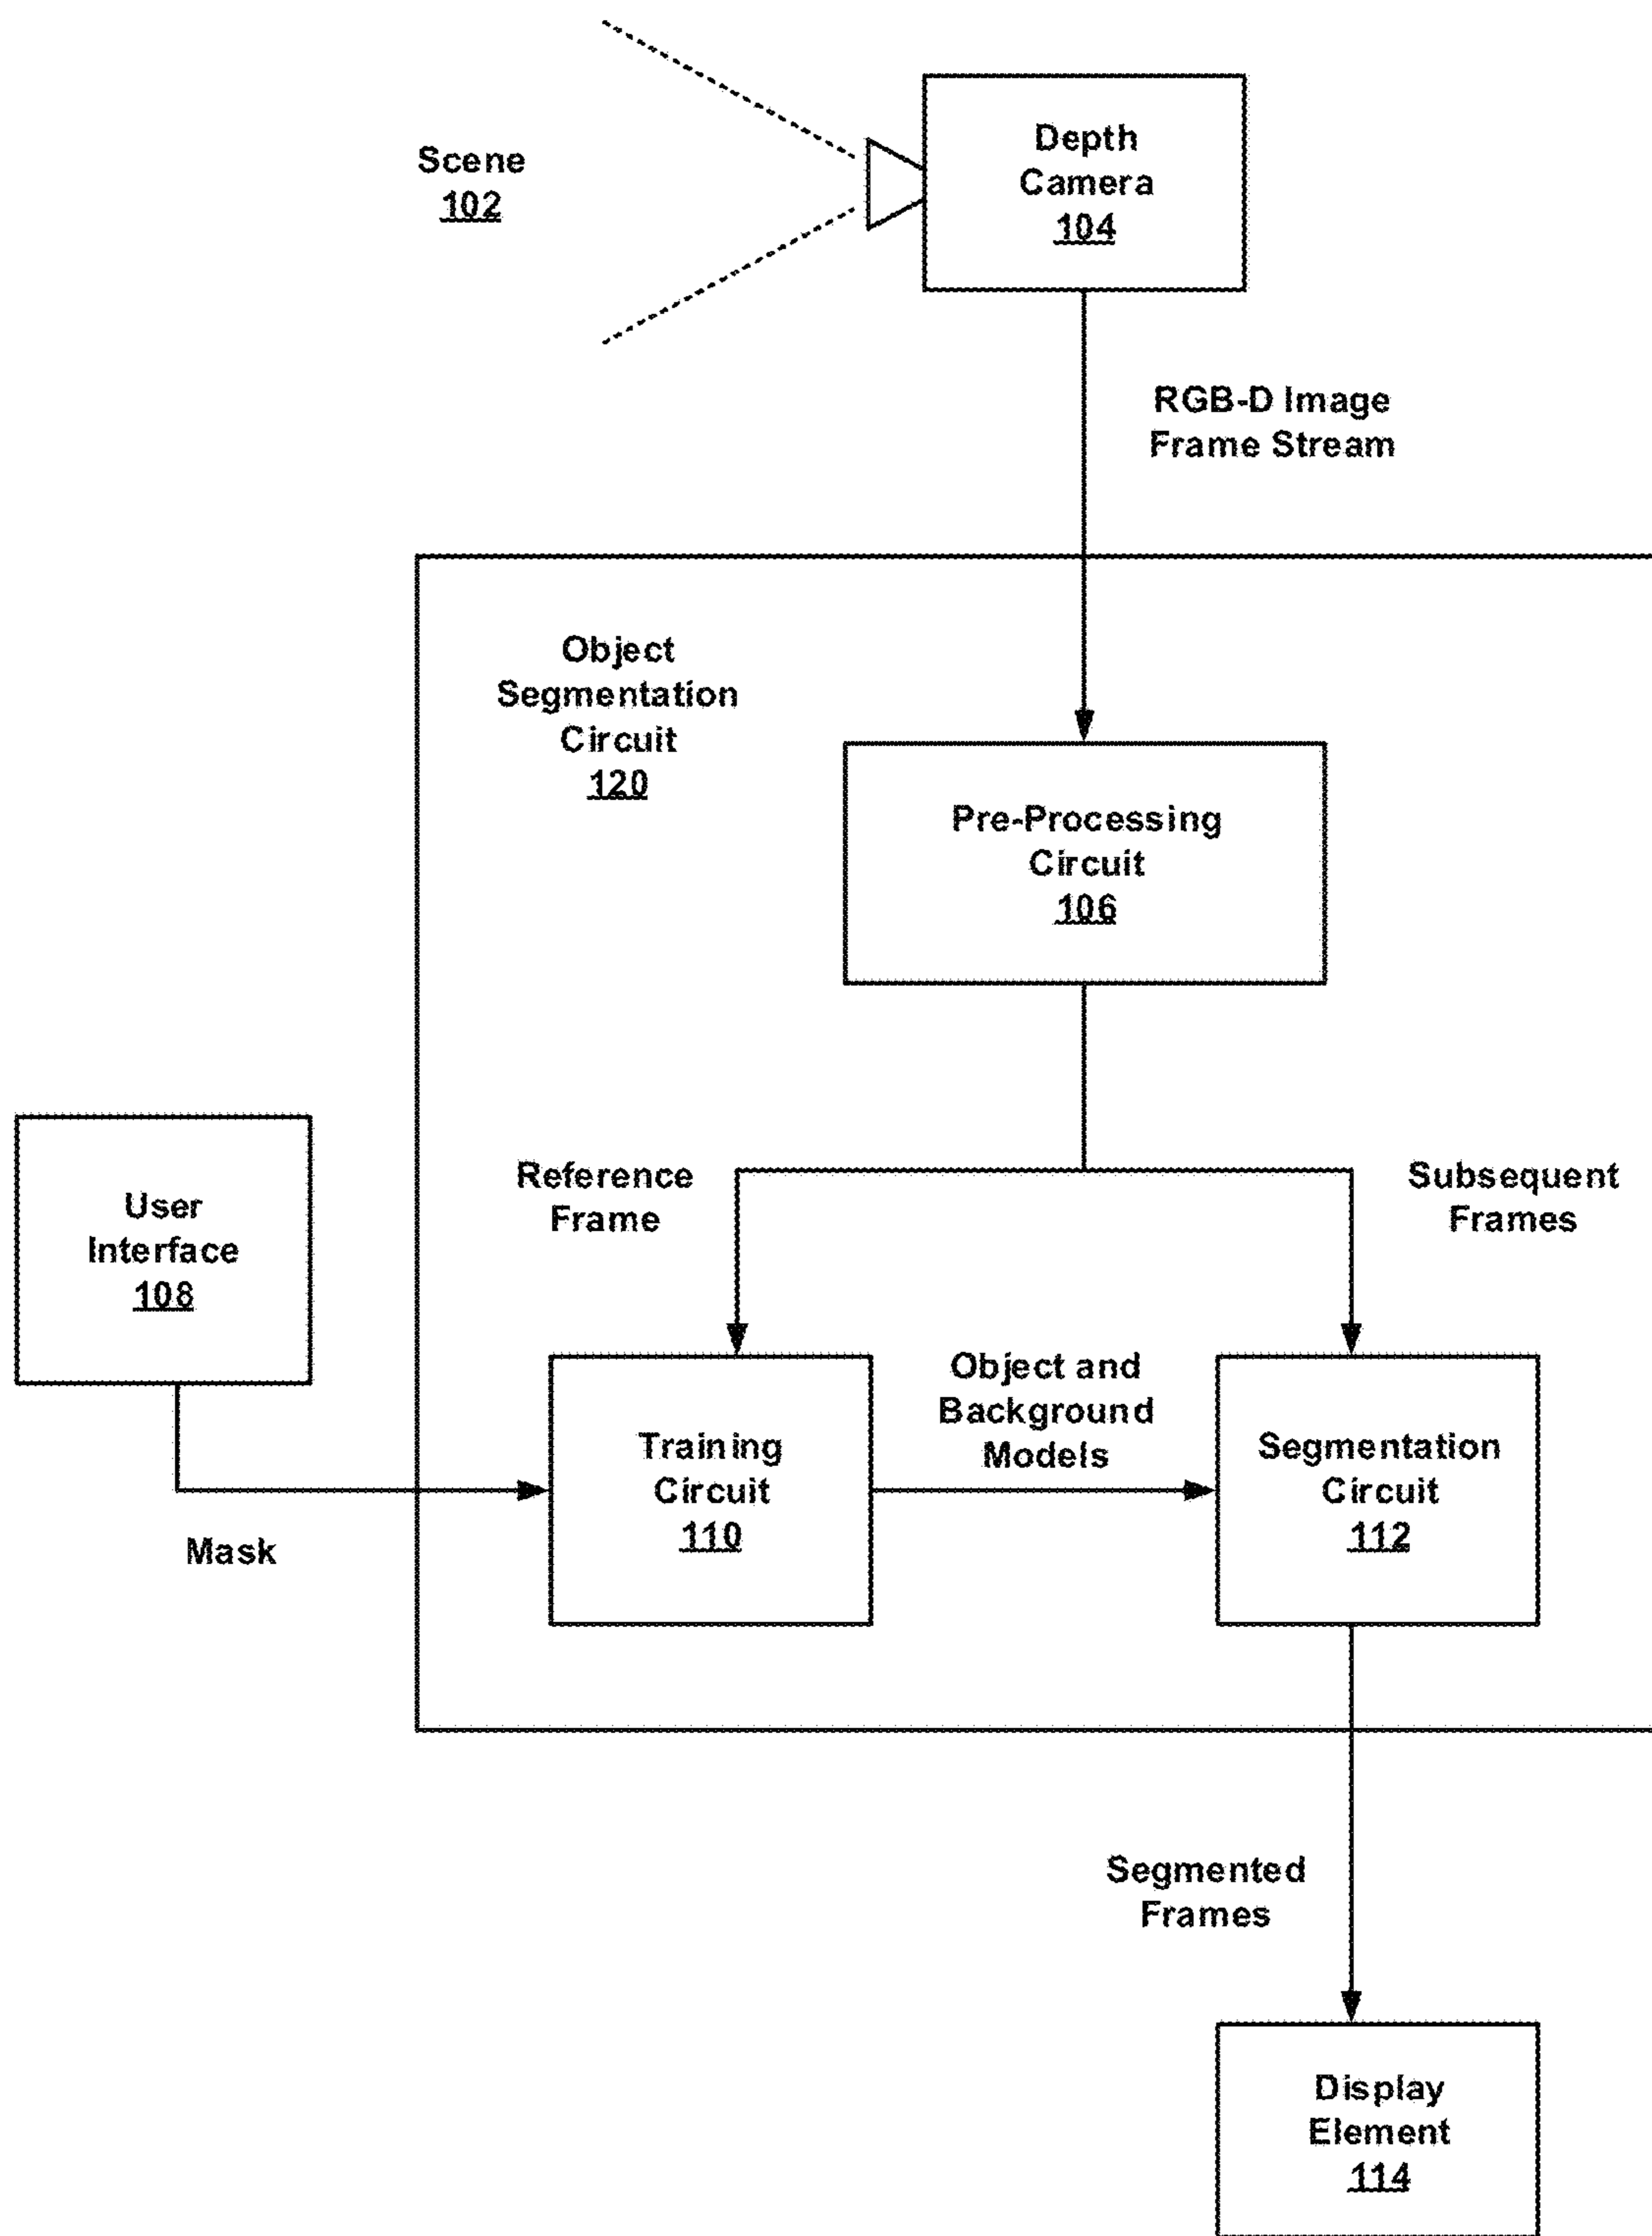 Scene
102
Depth
Camera
104
RGB-D Image
Frame Stream
Object
Segmentation
Circuit
120
Pre-Processing
Circuit
106
User
Interface
108
Reference
Frame
Subsequent
Frames
Object and
Background
Models
Training
Circuit
110
Segmentation
Circuit
112
Mask
Segmented
Frames
Display
Element
114